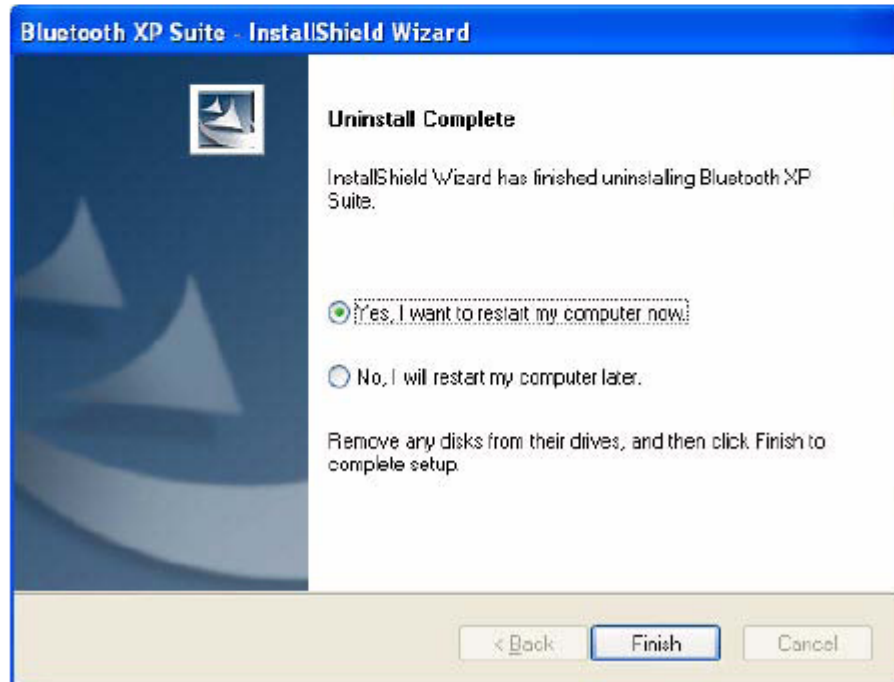 Bluetooth XP Suite - InstallShield Wizard
Uninstall Complete
InstallShield Wizard has finished uninstalling Bluetooth XP
Suite.
Yes, I want to restart my computer now.
No, I will restart my computer later.
Remove any disks from their drives, and then click Finish to
complete setup.
< Back Finish Cancel